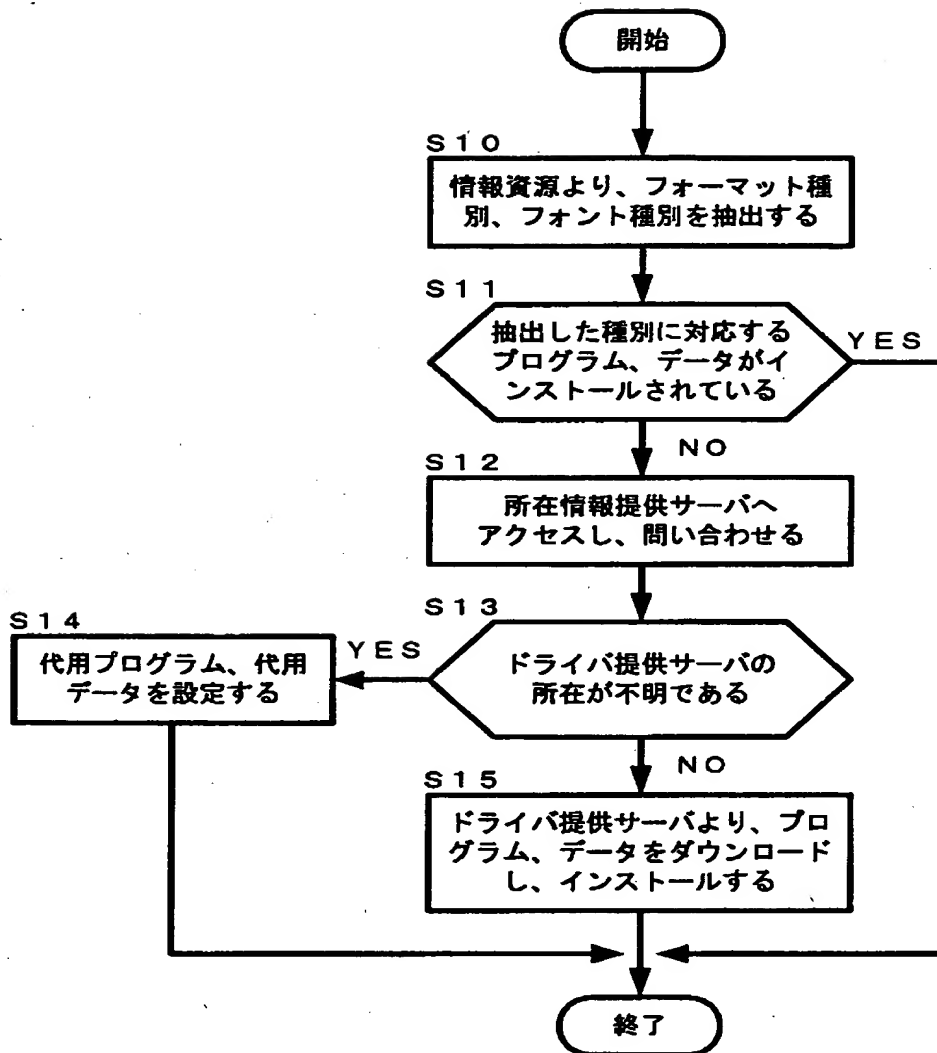 開始
S10
情報資源より、フォーマット種
別、フォント種別を抽出する
S11
抽出した種別に対応する
プログラム、データがイ
ンストールされている
YES
NO
S12
所在情報提供サーバへ
アクセスし、問い合わせる
S13
ドライバ提供サーバの
所在が不明である
YES
S14
代用プログラム、代用
データを設定する
NO
S15
ドライバ提供サーバより、プロ
グラム、データをダウンロード
し、インストールする
終了